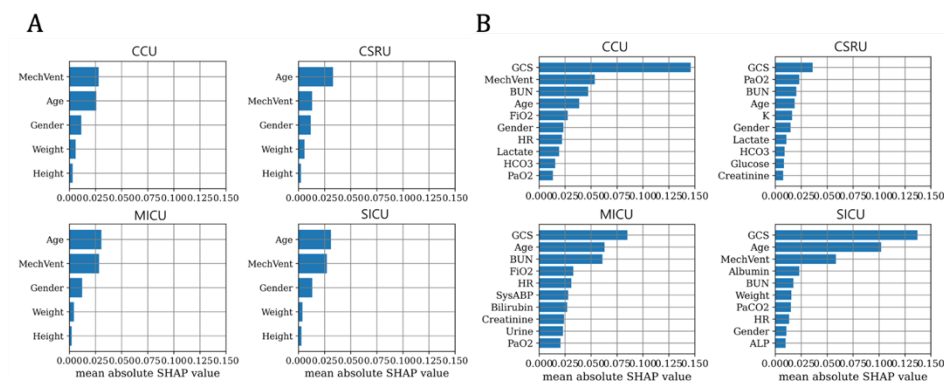 A
B
CCU
MechVent
Age
Gender
Weight
Height
0.0000.0250.0500.0750.1000.1250.150
CSRU
Age
MechVent
Gender
Weight
Height
0.0000.0250.0500.0750.1000.1250.150
MICU
Age
MechVent
Gender
Weight
Height
0.0000.0250.0500.0750.1000.1250.150
mean absolute SHAP value
SICU
Age
MechVent
Gender
Weight
Height
0.0000.0250.0500.0750.1000.1250.150
mean absolute SHAP value
CCU
GCS
MechVent
BUN
Age
FiO2
Gender
HR
Lactate
HCO3
PaO2
0.0000.0250.0500.0750.1000.1250.150
CSRU
GCS
PaO2
BUN
Age
K
Gender
Lactate
HCO3
Glucose
Creatinine
0.0000.0250.0500.0750.1000.1250.150
MICU
GCS
Age
BUN
FiO2
HR
SysABP
Bilirubin
Creatinine
Urine
PaO2
0.0000.0250.0500.0750.1000.1250.150
mean absolute SHAP value
SICU
GCS
Age
MechVent
Albumin
BUN
Weight
PaCO2
HR
Gender
ALP
0.0000.0250.0500.0750.1000.1250.150
mean absolute SHAP value